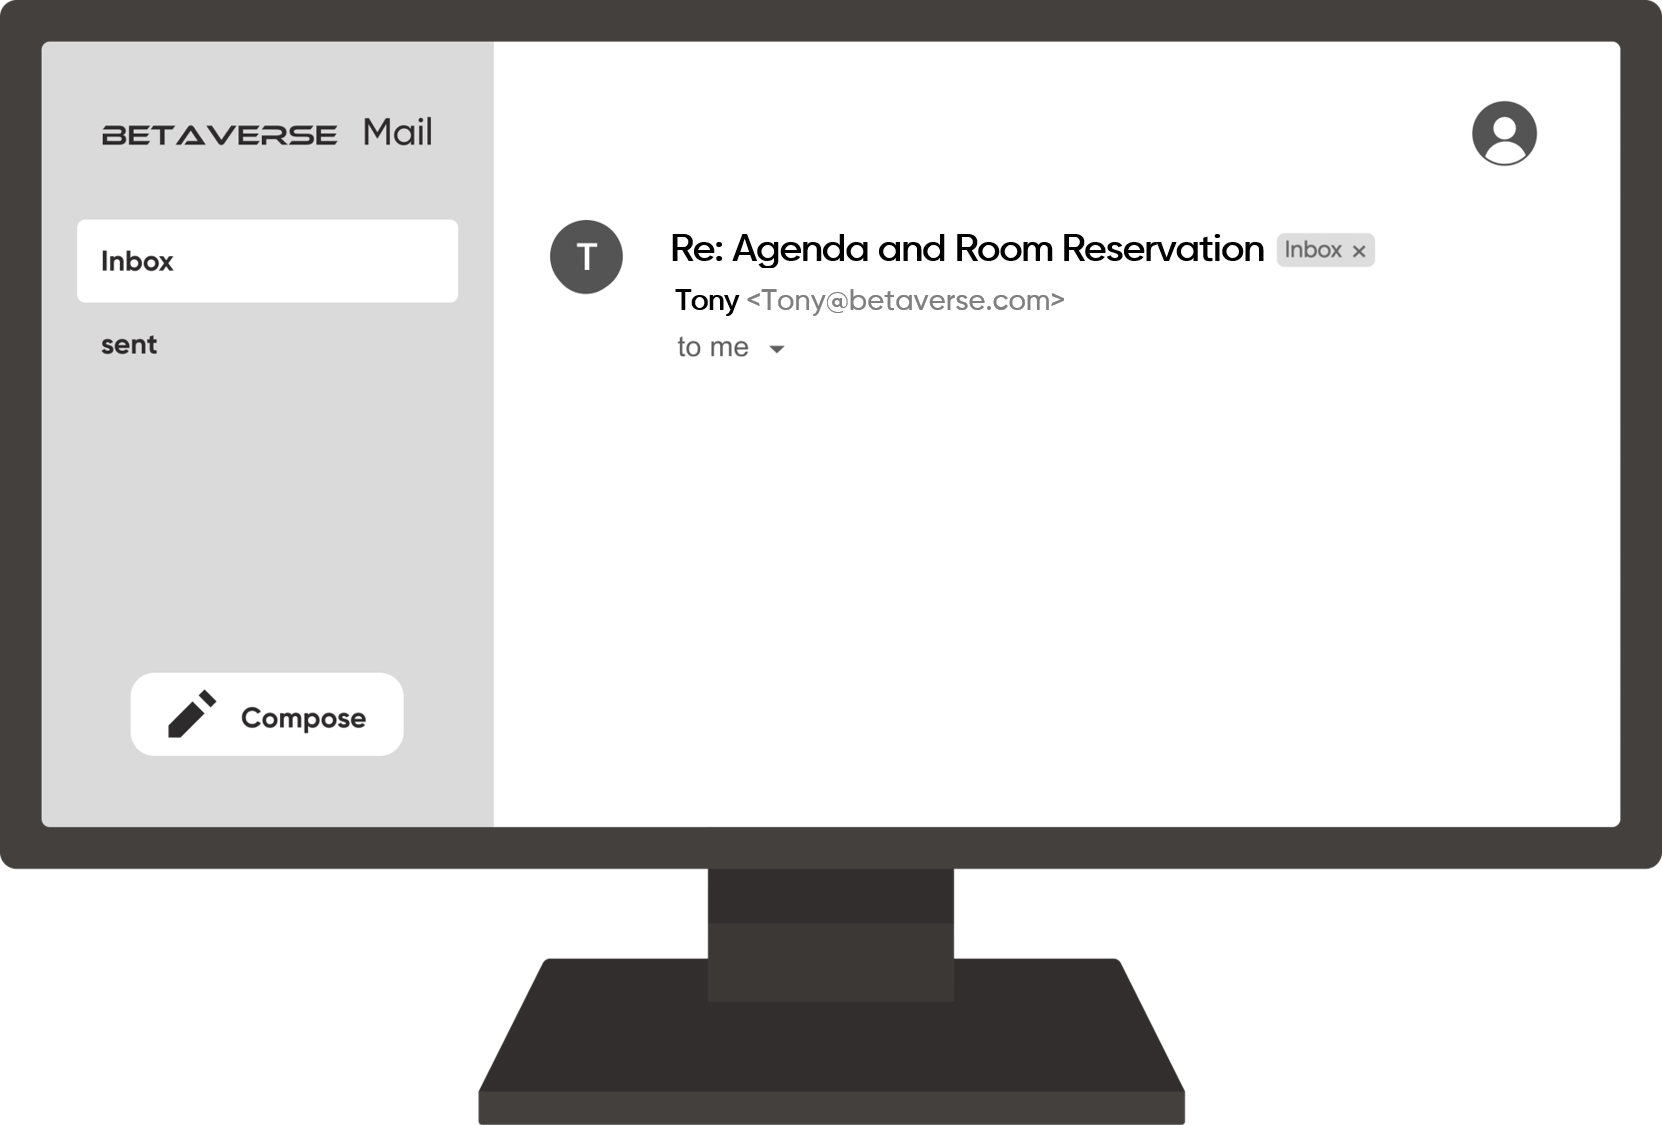 BETAVERSE Mail
Inbox
sent
Compose
T
Re: Agenda and Room Reservation Inbox ×
Tony <Tony@betaverse.com>
to me